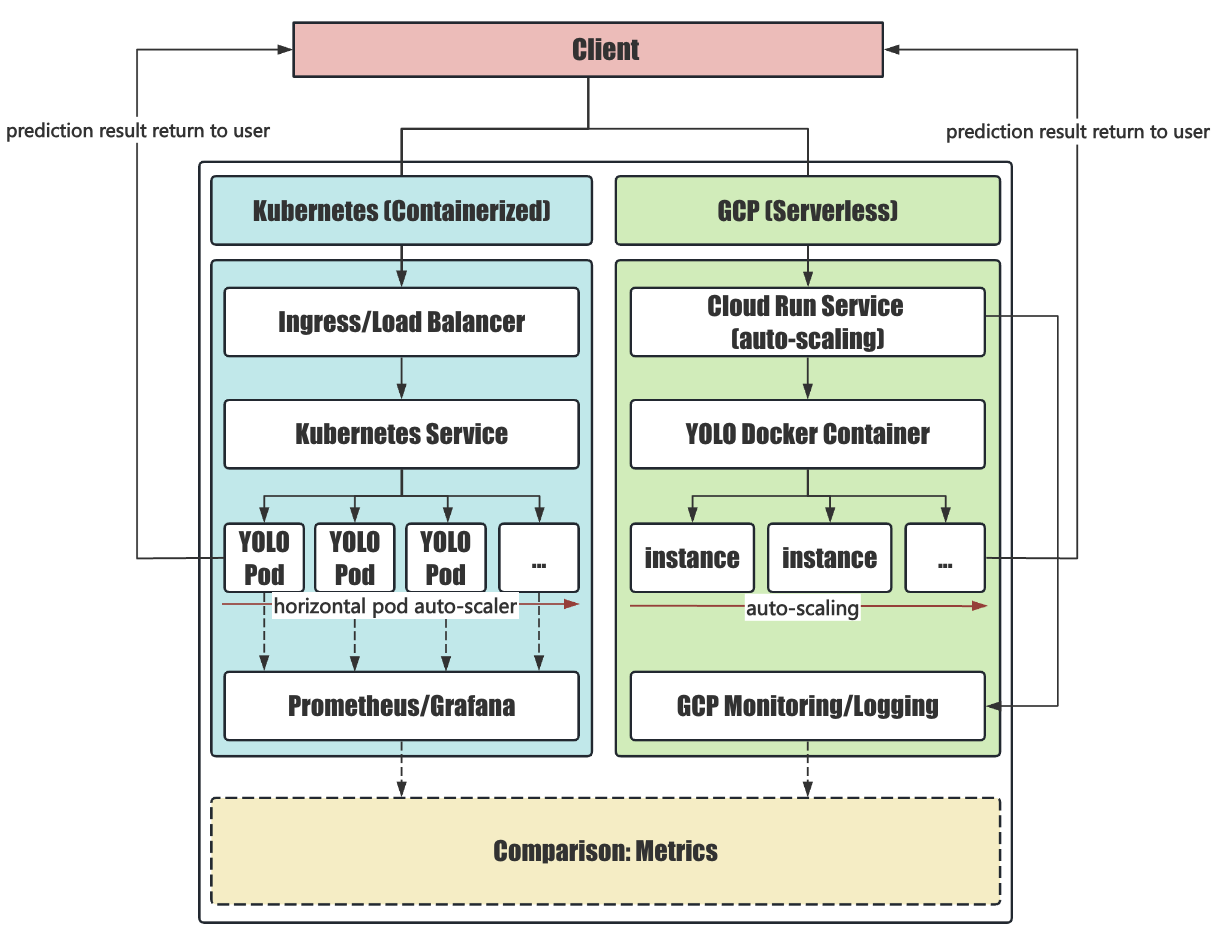 Client
prediction result return to user
prediction result return to user
Kubernetes (Containerized)
GCP (Serverless)
Ingress/Load Balancer
Cloud Run Service
(auto-scaling)
Kubernetes Service
YOLO Docker Container
YOLO
Pod
YOLO
Pod
YOLO
Pod
...
instance
instance
...
horizontal pod auto-scaler
auto-scaling
Prometheus/Grafana
GCP Monitoring/Logging
Comparison: Metrics